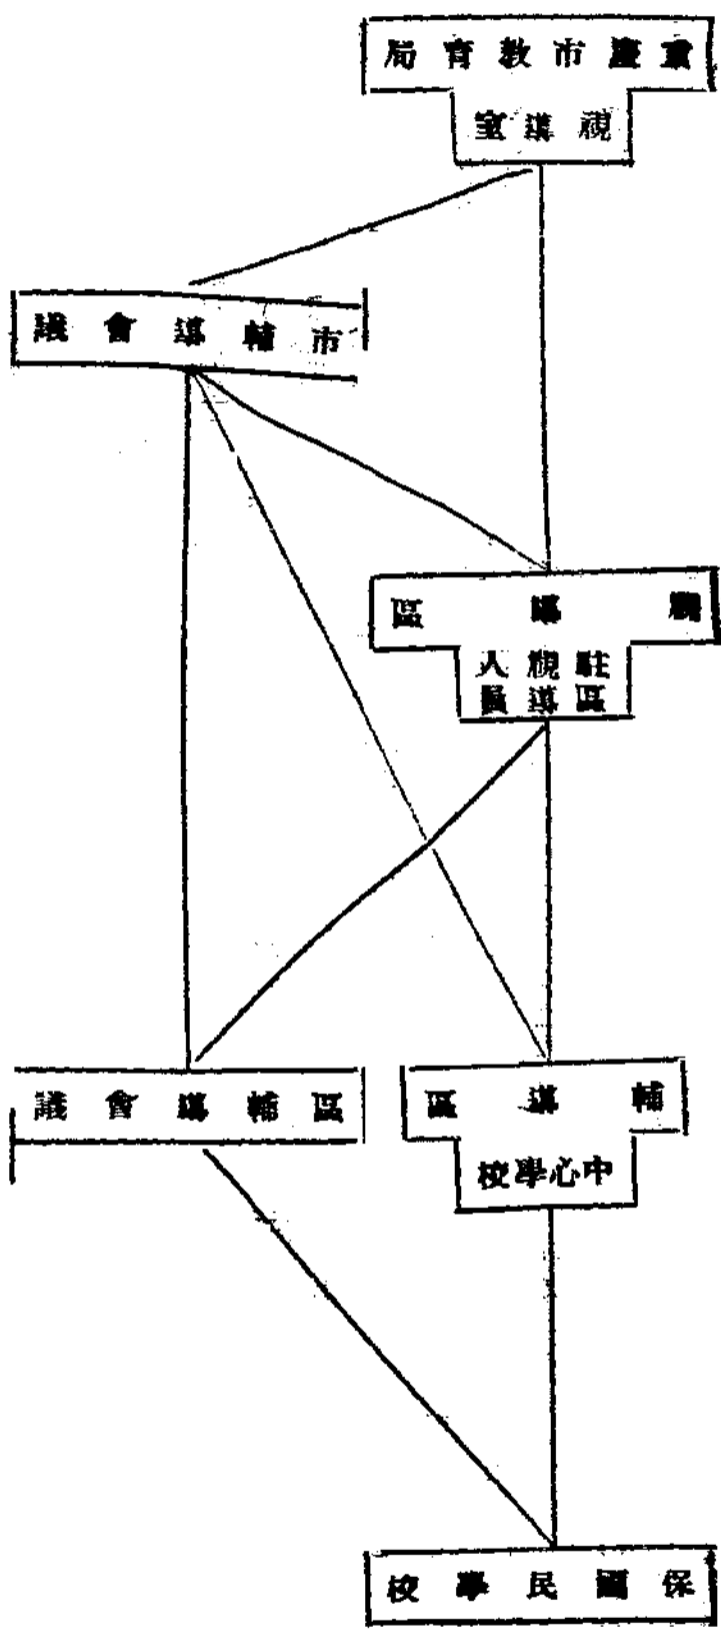 重慶市教育局
視導室
市輔導會議
視導區
駐區視導人員
區輔導會議
輔導區
中心學校
保國民學校